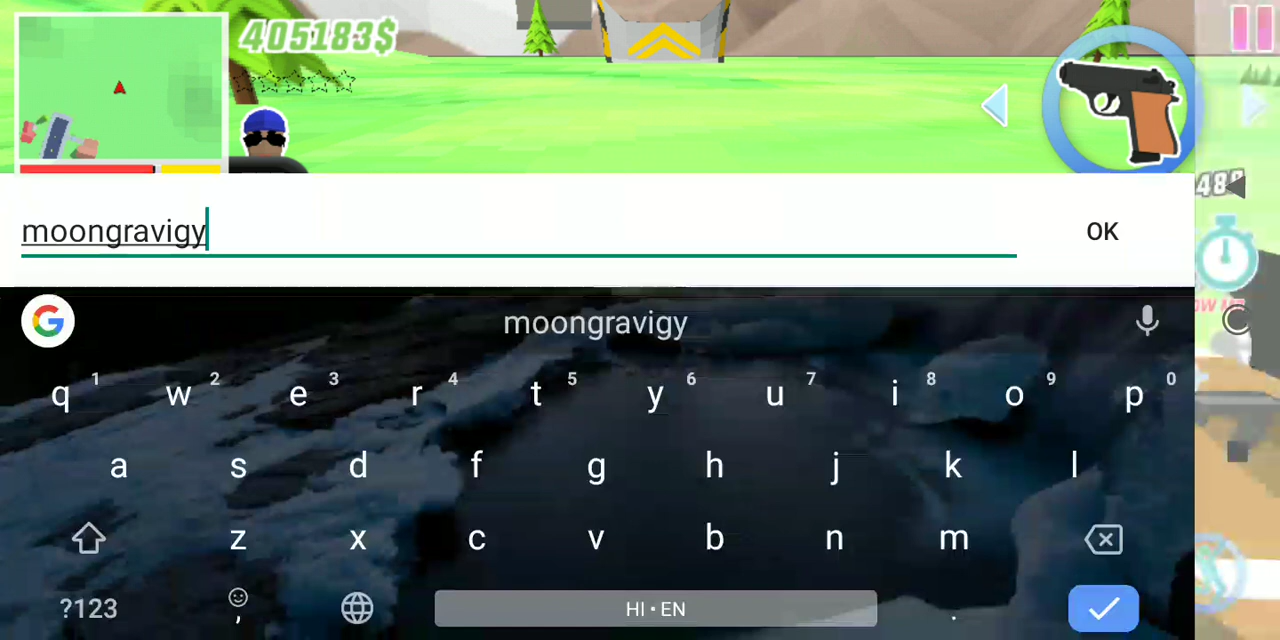 405183$
moongravigy
OK
moongravigy
q 1 w 2 e 3 r 4 t 5 y 6 u 7 i 8 o 9 p 0
a s d f g h j k l
z x c v b n m
?123 , HI • EN .